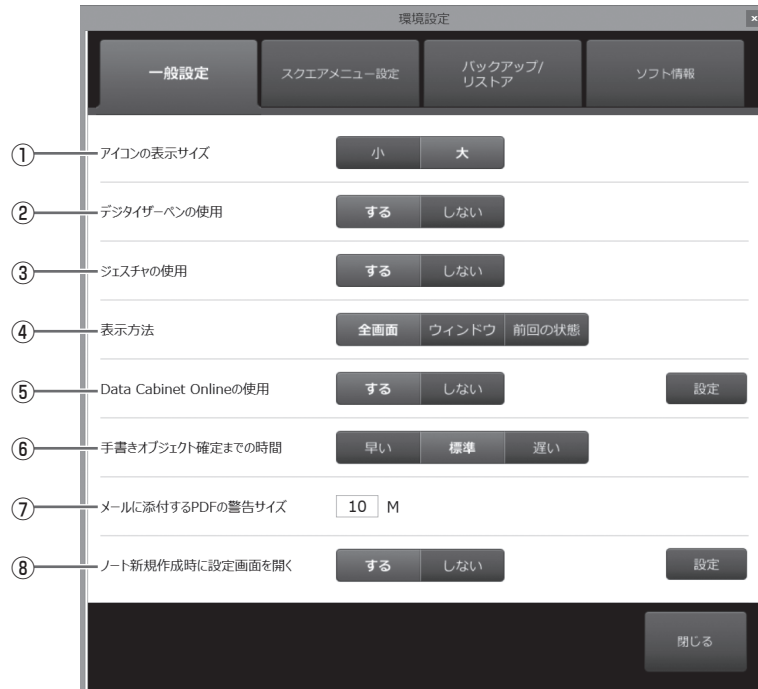 環境設定
一般設定
スクエアメニュー設定
バックアップ/
リストア
ソフト情報
① アイコンの表示サイズ 小 大
② デジタイザーペンの使用 する しない
③ ジェスチャの使用 する しない
④ 表示方法 全画面 ウィンドウ 前回の状態
⑤ Data Cabinet Onlineの使用 する しない 設定
⑥ 手書きオブジェクト確定までの時間 早い 標準 遅い
⑦ メールに添付するPDFの警告サイズ 10 M
⑧ ノート新規作成時に設定画面を開く する しない 設定
閉じる